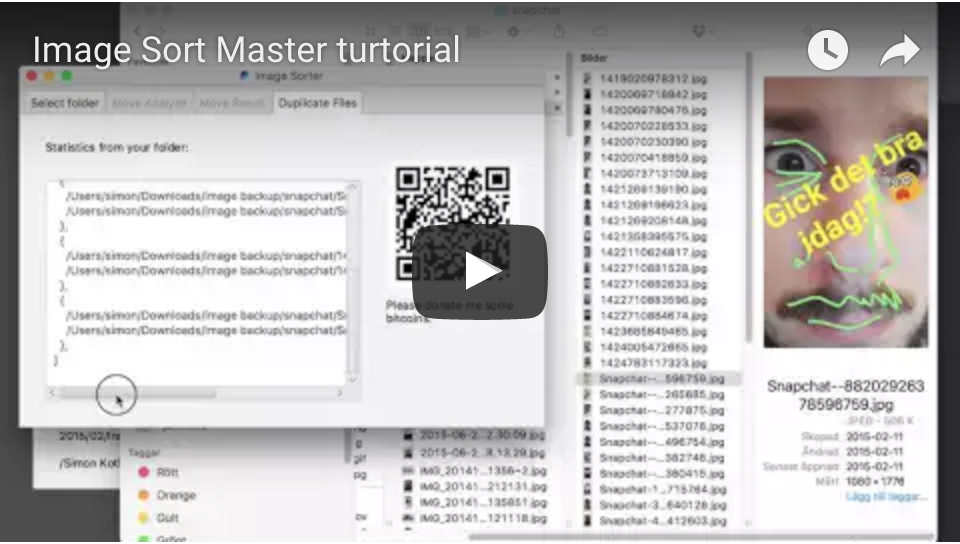 snapchat
Image Sort Master turtorial
Image Sorter
Select folder
Move Analyze
Move Result
Duplicate Files
Statistics from your folder:
{
/Users/simon/Downloads/image backup/snapchat/S
/Users/simon/Downloads/image backup/snapchat/S
},
{
/Users/simon/Downloads/image backup/snapchat/1
/Users/simon/Downloads/image backup/snapchat/1
},
{
/Users/simon/Downloads/image backup/snapchat/S
/Users/simon/Downloads/image backup/snapchat/S
},
]
Please donate me some
bitcoins.
2015/02/
/Simon Kot
Taggar
Rött
Orange
Gult
Grönt
2015-06-2...2.30.09.jpg
2015-06-2...3.13.29.jpg
IMG_20141...1356~2.jpg
IMG_20141...212131.jpg
IMG_20141...135851.jpg
IMG_20141...121118.jpg
Bilder
1419020978312.jpg
1420069718942.jpg
1420069780476.jpg
1420070228533.jpg
1420070230390.jpg
1420070418859.jpg
1420073713109.jpg
1421269139190.jpg
1421269198623.jpg
1421269208148.jpg
1421358395575.jpg
1422110624817.jpg
1422710881528.jpg
1422710882633.jpg
1422710883596.jpg
1422710884674.jpg
1423685849465.jpg
1424005472655.jpg
1424783117323.jpg
Snapchat--...596759.jpg
Snapchat--...265685.jpg
Snapchat--...277875.jpg
Snapchat--...537076.jpg
Snapchat--...496754.jpg
Snapchat--...382746.jpg
Snapchat--...380415.jpg
Snapchat-1...715764.jpg
Snapchat-3...640128.jpg
Snapchat-4...412603.jpg
Gick det bra
idag!?
Snapchat--882029263
78596759.jpg
JPEG - 506 K
Skapad 2015-02-11
Ändrad 2015-02-11
Senast öppnad 2015-02-11
Mått 1080 × 1776
Lägg till taggar...